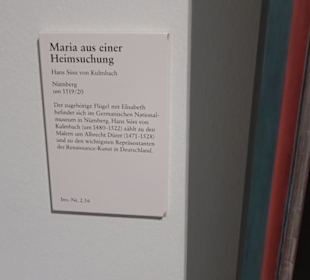 Maria aus einer
Heimsuchung
Hans Süss von Kulmbach
Nürnberg
um 1519/20
Der zugehörige Flügel mit Elisabeth
befindet sich im Germanischen National-
museum in Nürnberg. Hans Süss von
Kulmbach (um 1480-1522) zählt zu den
Malern um Albrecht Dürer (1471-1528)
und zu den wichtigsten Repräsentanten
der Renaissance-Kunst in Deutschland.
Inv. Nr. 2.54